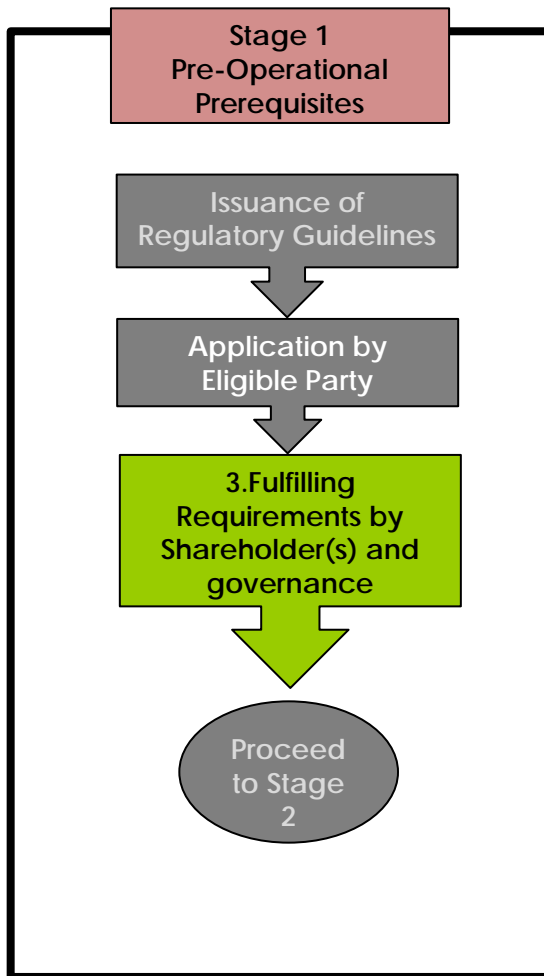 Stage 1
Pre-Operational
Prerequisites
Issuance of
Regulatory Guidelines
Application by
Eligible Party
3.Fulfilling
Requirements by
Shareholder(s) and
governance
Proceed
to Stage
2